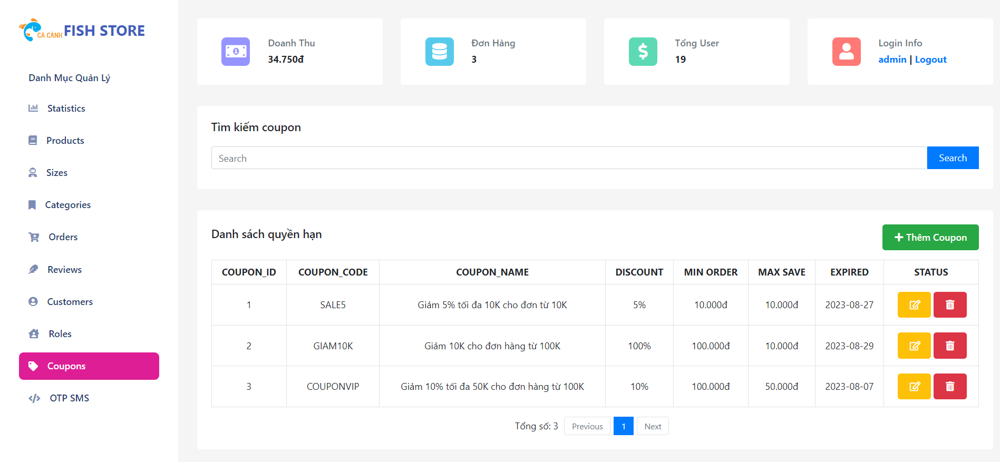 CÁ CẢNH FISH STORE
Danh Mục Quản Lý
Statistics
Products
Sizes
Categories
Orders
Reviews
Customers
Roles
Coupons
OTP SMS
Doanh Thu
34.750đ
Đơn Hàng
3
Tổng User
19
Login Info
admin | Logout
Tìm kiếm coupon
Search
Search
Danh sách quyền hạn
Thêm Coupon
COUPON_ID COUPON_CODE COUPON_NAME DISCOUNT MIN ORDER MAX SAVE EXPIRED STATUS
1 SALE5 Giảm 5% tối đa 10K cho đơn từ 10K 5% 10.000đ 10.000đ 2023-08-27
2 GIAM10K Giảm 10K cho đơn hàng từ 100K 100% 100.000đ 10.000đ 2023-08-29
3 COUPONVIP Giảm 10% tối đa 50K cho đơn hàng từ 100K 10% 100.000đ 50.000đ 2023-08-07
Tổng số: 3 Previous 1 Next